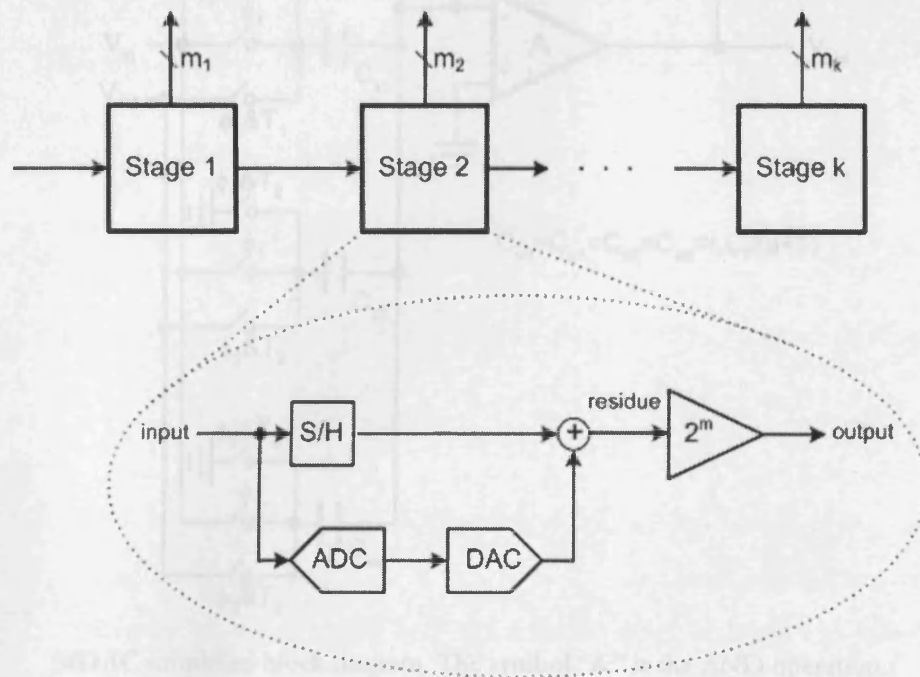 m1
m2
mk
Stage 1
Stage 2
. . .
Stage k
residue
input
S/H
+
2^m
output
ADC
DAC